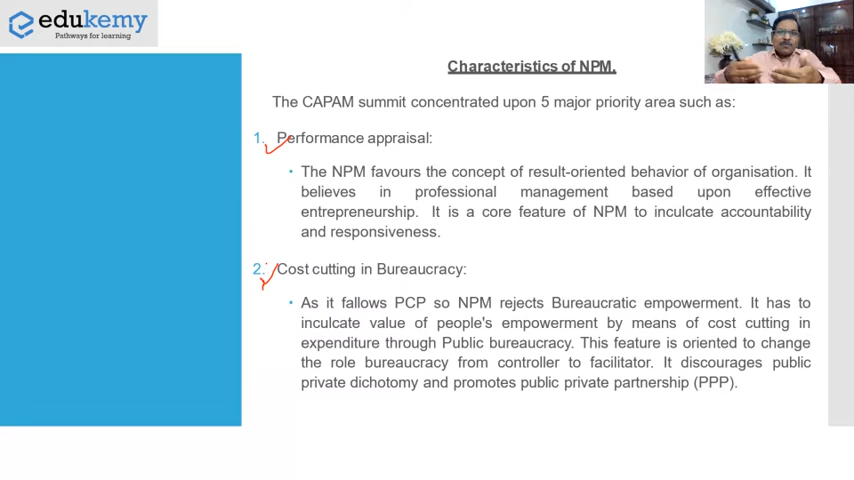 edukemy
Pathways for learning
Characteristics of NPM.
The CAPAM summit concentrated upon 5 major priority area such as:
1. Performance appraisal:
• The NPM favours the concept of result-oriented behavior of organisation. It
believes in professional management based upon effective
entrepreneurship. It is a core feature of NPM to inculcate accountability
and responsiveness.
2. Cost cutting in Bureaucracy:
• As it fallows PCP so NPM rejects Bureaucratic empowerment. It has to
inculcate value of people's empowerment by means of cost cutting in
expenditure through Public bureaucracy. This feature is oriented to change
the role bureaucracy from controller to facilitator. It discourages public
private dichotomy and promotes public private partnership (PPP).